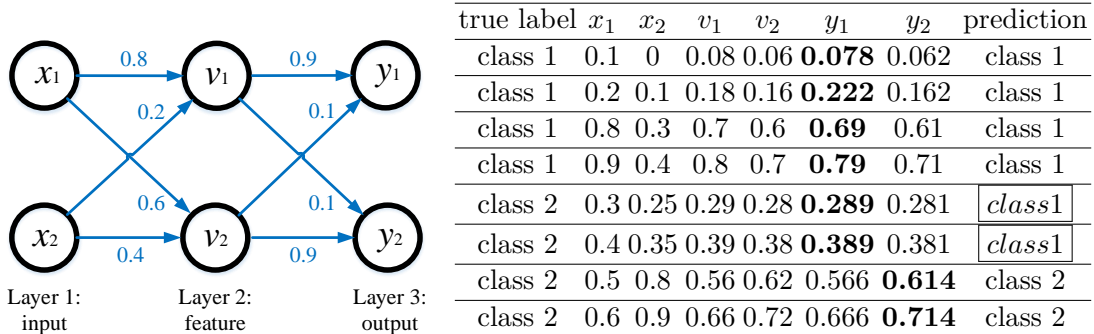 x1 0.8 v1 0.9 y1
0.2 0.1
0.6 0.1
x2 0.4 v2 0.9 y2
Layer 1: Layer 2: Layer 3:
input feature output
true label x1 x2 v1 v2 y1 y2 prediction
class 1 0.1 0 0.08 0.06 0.078 0.062 class 1
class 1 0.2 0.1 0.18 0.16 0.222 0.162 class 1
class 1 0.8 0.3 0.7 0.6 0.69 0.61 class 1
class 1 0.9 0.4 0.8 0.7 0.79 0.71 class 1
class 2 0.3 0.25 0.29 0.28 0.289 0.281 class1
class 2 0.4 0.35 0.39 0.38 0.389 0.381 class1
class 2 0.5 0.8 0.56 0.62 0.566 0.614 class 2
class 2 0.6 0.9 0.66 0.72 0.666 0.714 class 2